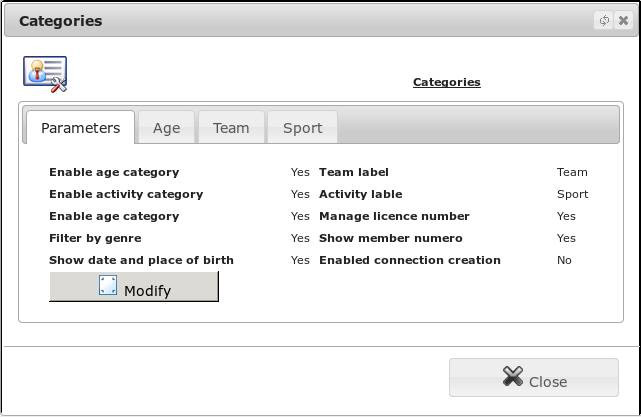 Categories
Categories
Parameters Age Team Sport
Enable age category Yes Team label Team
Enable activity category Yes Activity lable Sport
Enable age category Yes Manage licence number Yes
Filter by genre Yes Show member numero Yes
Show date and place of birth Yes Enabled connection creation No
Modify
Close